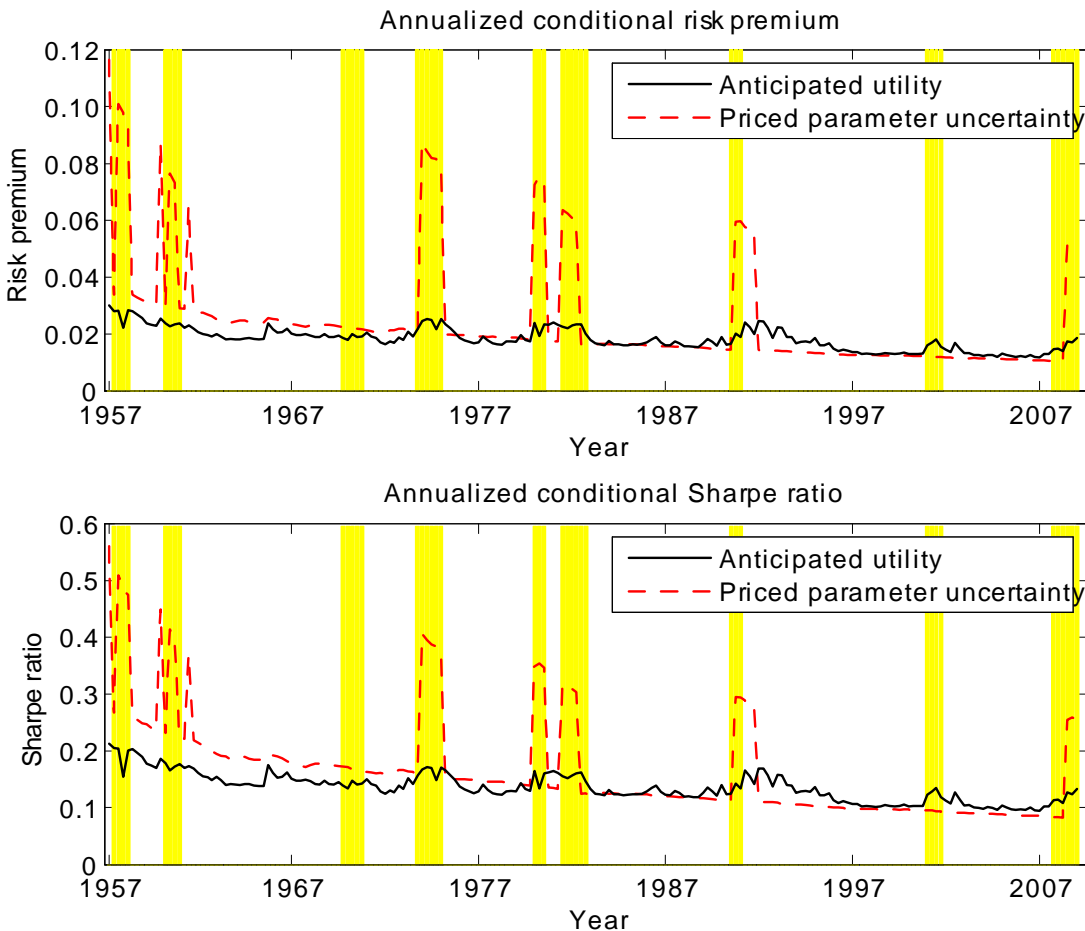 Annualized conditional risk premium
0.12
0.10
0.08
0.06
0.04
0.02
0
Risk premium
Anticipated utility
Priced parameter uncertainty
1957 1967 1977 1987 1997 2007
Year
Annualized conditional Sharpe ratio
0.6
0.5
0.4
0.3
0.2
0.1
0
Sharpe ratio
Anticipated utility
Priced parameter uncertainty
1957 1967 1977 1987 1997 2007
Year